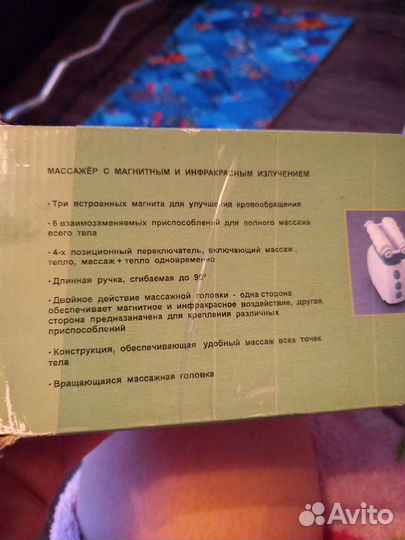 МАССАЖЁР С МАГНИТНЫМ И ИНФРАКРАСНЫМ ИЗЛУЧЕНИЕМ
· Три встроенных магнита для улучшения кровообращения
· 6 взаимозаменяемых приспособлений для полного массажа
всего тела
· 4-х позиционный переключатель, включающий массаж.
тепло, массаж + тепло одновременно
· Длинная ручка, сгибаемая до 90°
· Двойное действие массажной головки - одна сторона
обеспечивает магнитное и инфракрасное воздействие, другая
сторона предназаначена для крепления различных
приспособлений
· Конструкция, обеспечивающая удобный массаж всех точек
тела
· Вращающаяся массажная головка
Avito